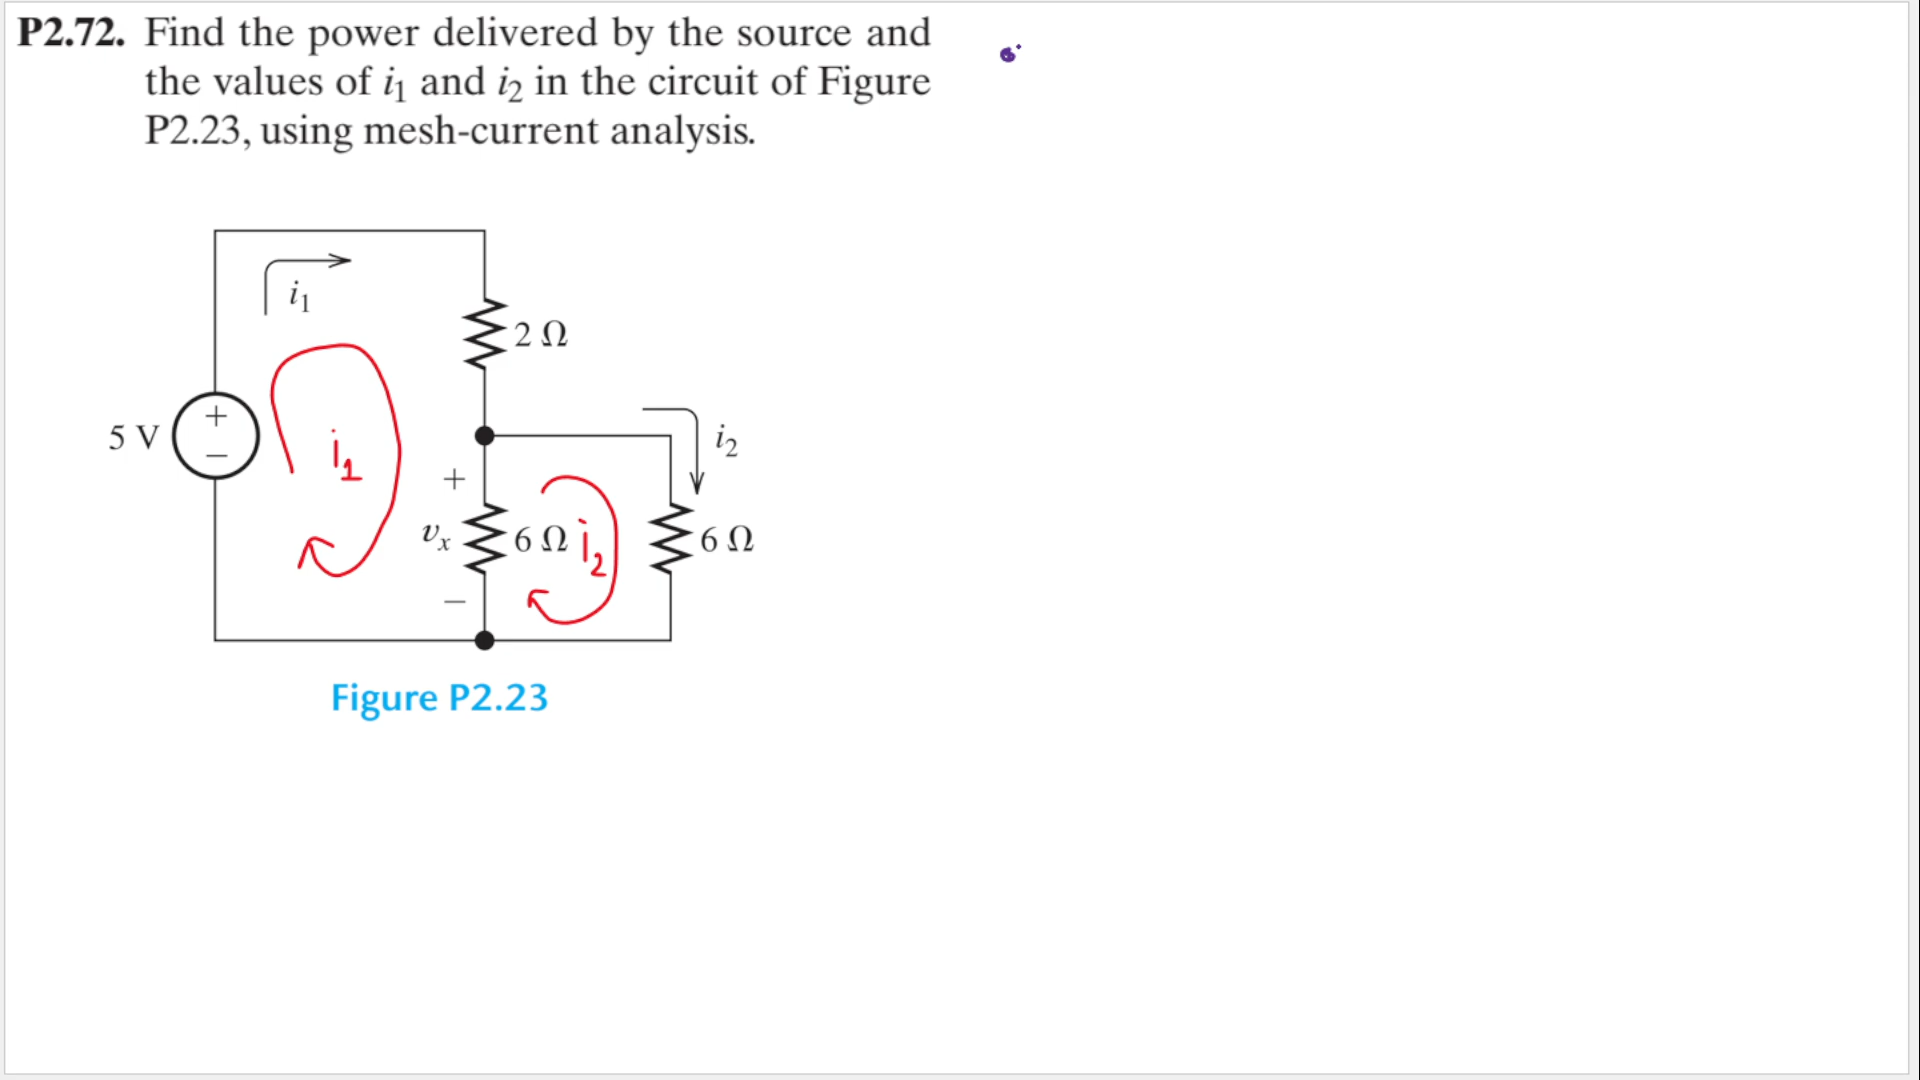 P2.72. Find the power delivered by the source and
the values of i₁ and i₂ in the circuit of Figure
P2.23, using mesh-current analysis.
i₁
2 Ω
5 V
+
−
i₁
i₂
+
vₓ
6 Ω
i₂
6 Ω
−
Figure P2.23